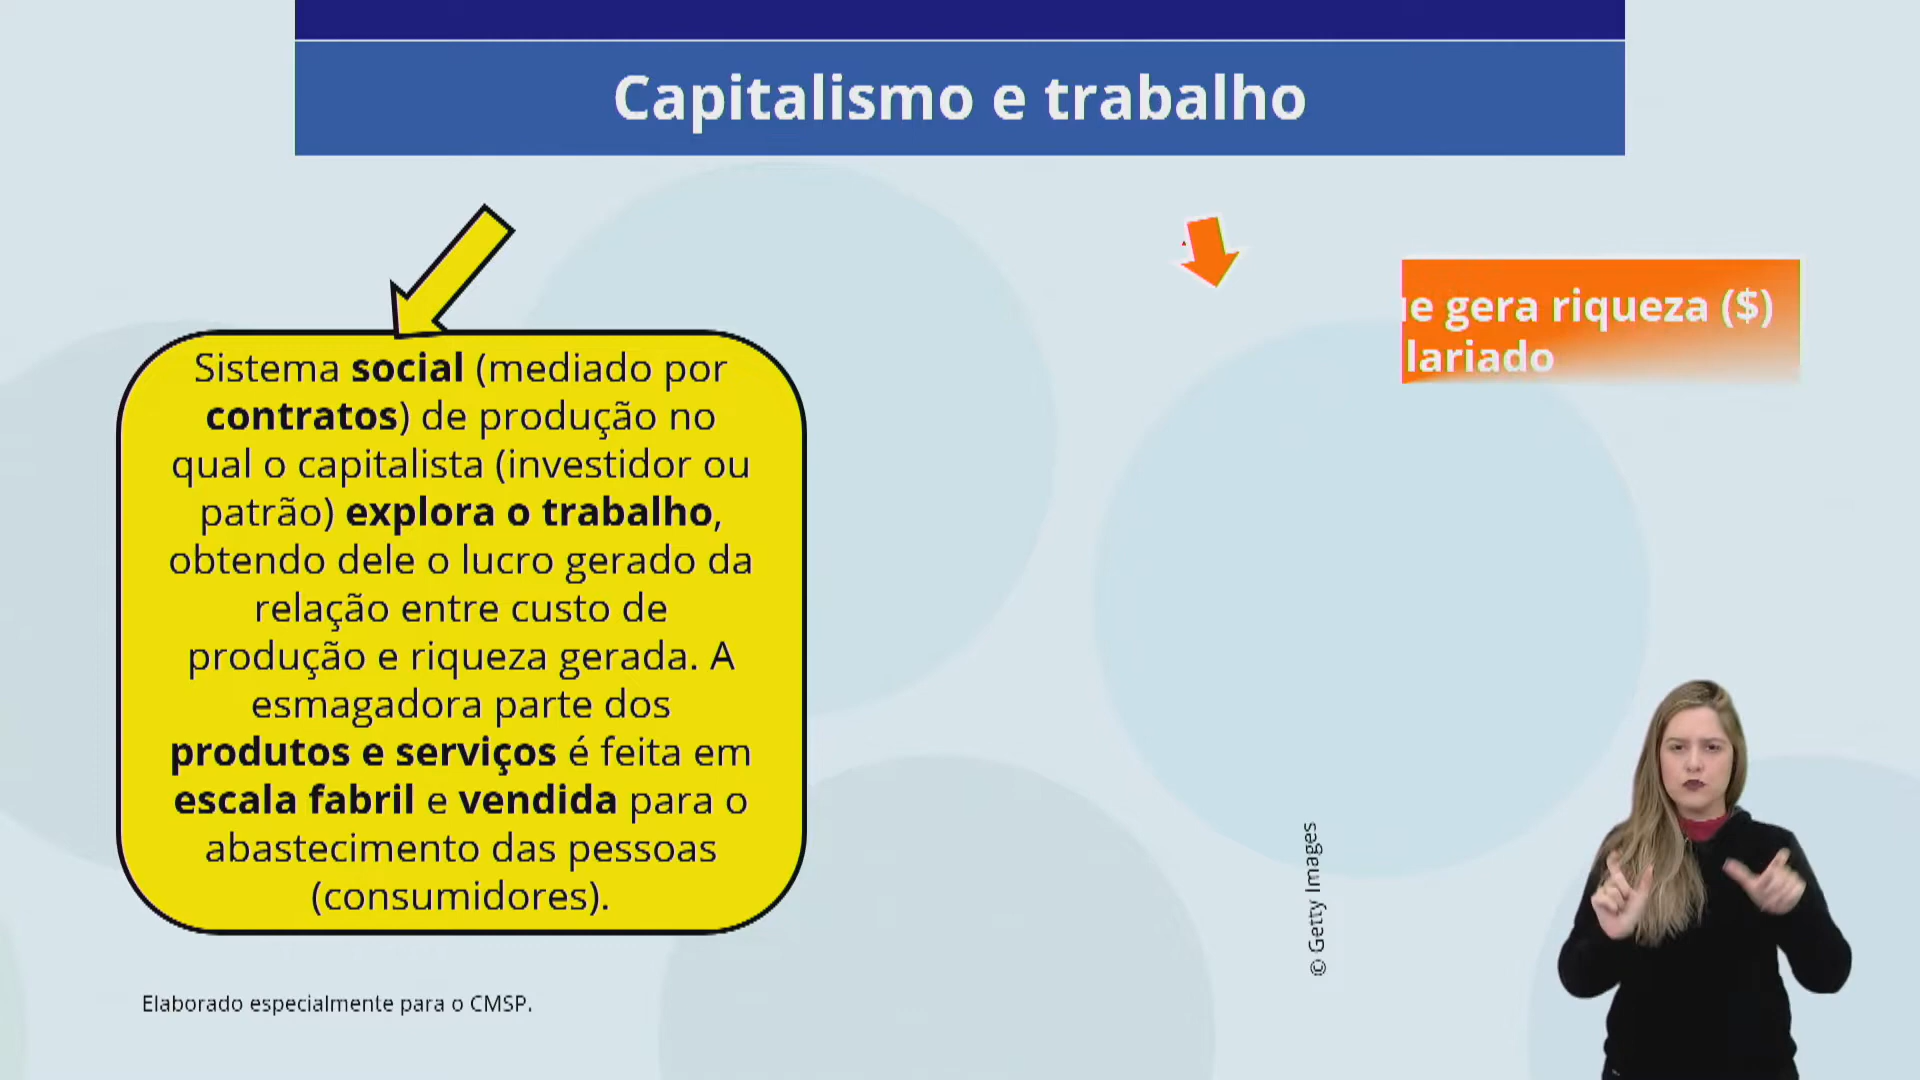 Capitalismo e trabalho
Sistema social (mediado por
contratos) de produção no
qual o capitalista (investidor ou
patrão) explora o trabalho,
obtendo dele o lucro gerado da
relação entre custo de
produção e riqueza gerada. A
esmagadora parte dos
produtos e serviços é feita em
escala fabril e vendida para o
abastecimento das pessoas
(consumidores).
gera riqueza ($)
lariado
© Getty Images
Elaborado especialmente para o CMSP.